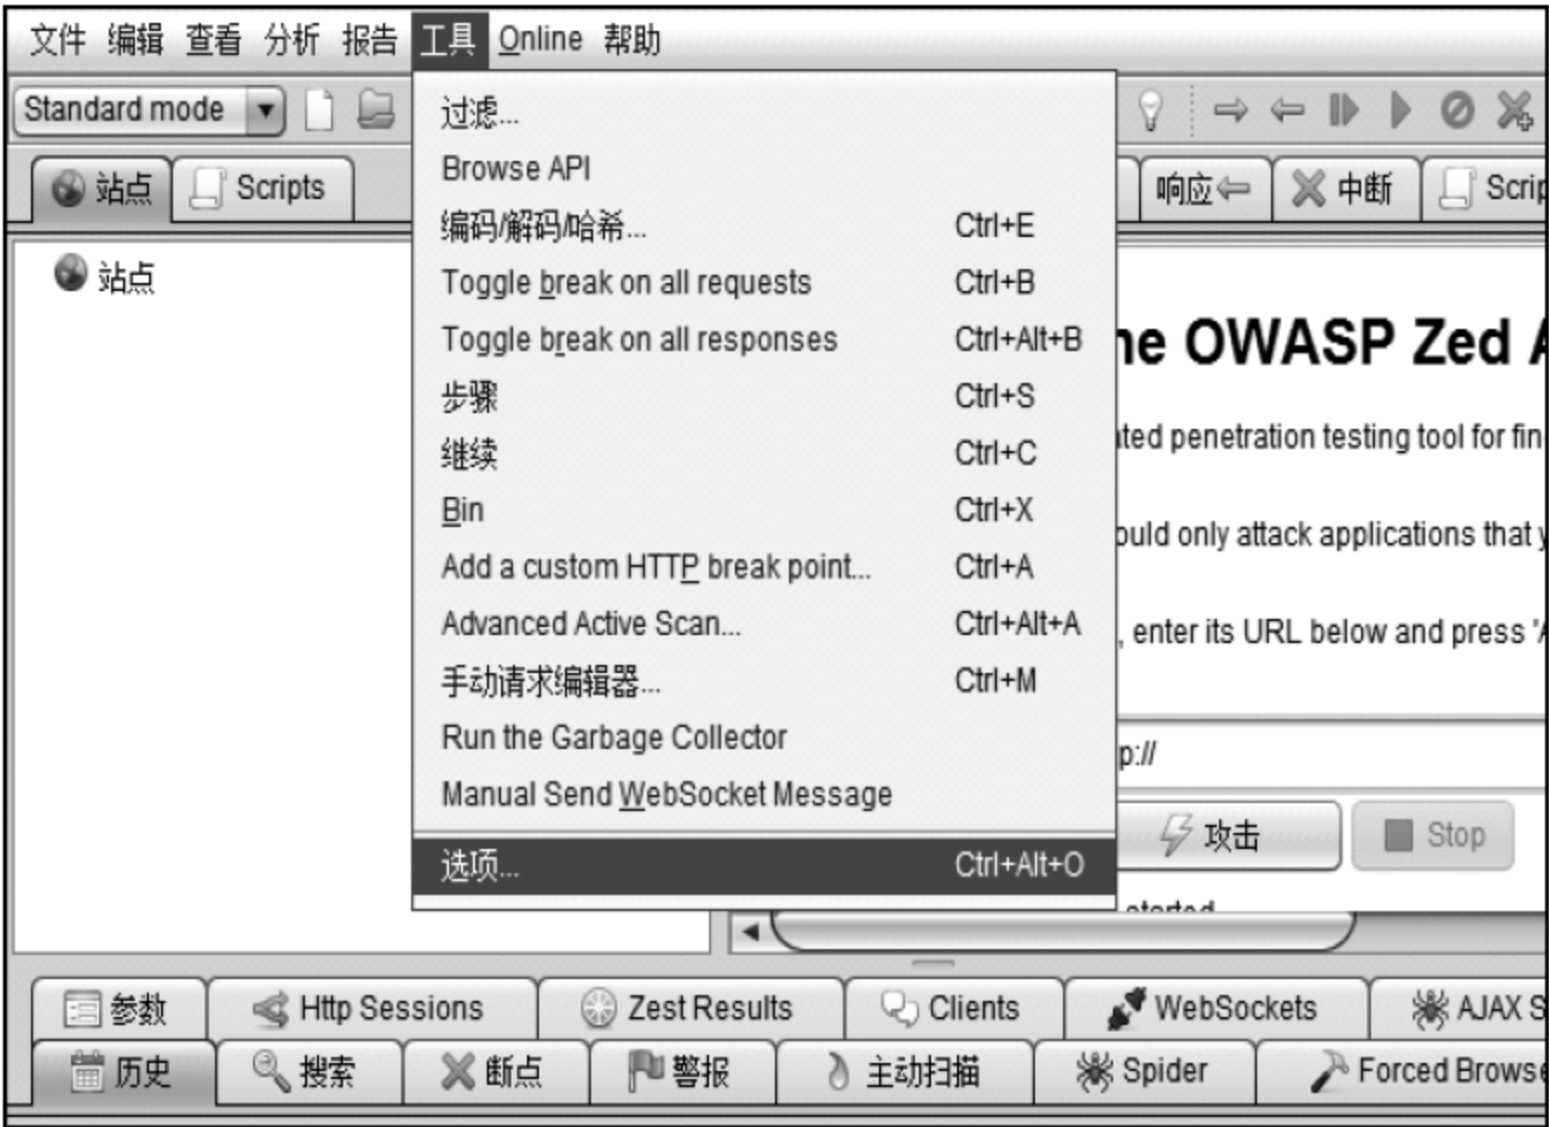 文件 编辑 查看 分析 报告 工具 Online 帮助
Standard mode
站点 Scripts 响应 中断
站点
过滤...
Browse API
编码/解码/哈希... Ctrl+E
Toggle break on all requests Ctrl+B
Toggle break on all responses Ctrl+Alt+B
步骤 Ctrl+S
继续 Ctrl+C
Bin Ctrl+X
Add a custom HTTP break point... Ctrl+A
Advanced Active Scan... Ctrl+Alt+A
手动请求编辑器... Ctrl+M
Run the Garbage Collector
Manual Send WebSocket Message
选项... Ctrl+Alt+O
OWASP Zed
penetration testing tool for
only attack applications that
, enter its URL below and press
p://
攻击 Stop
参数 Http Sessions Zest Results Clients WebSockets AJAX S
历史 搜索 断点 警报 主动扫描 Spider Forced Browse